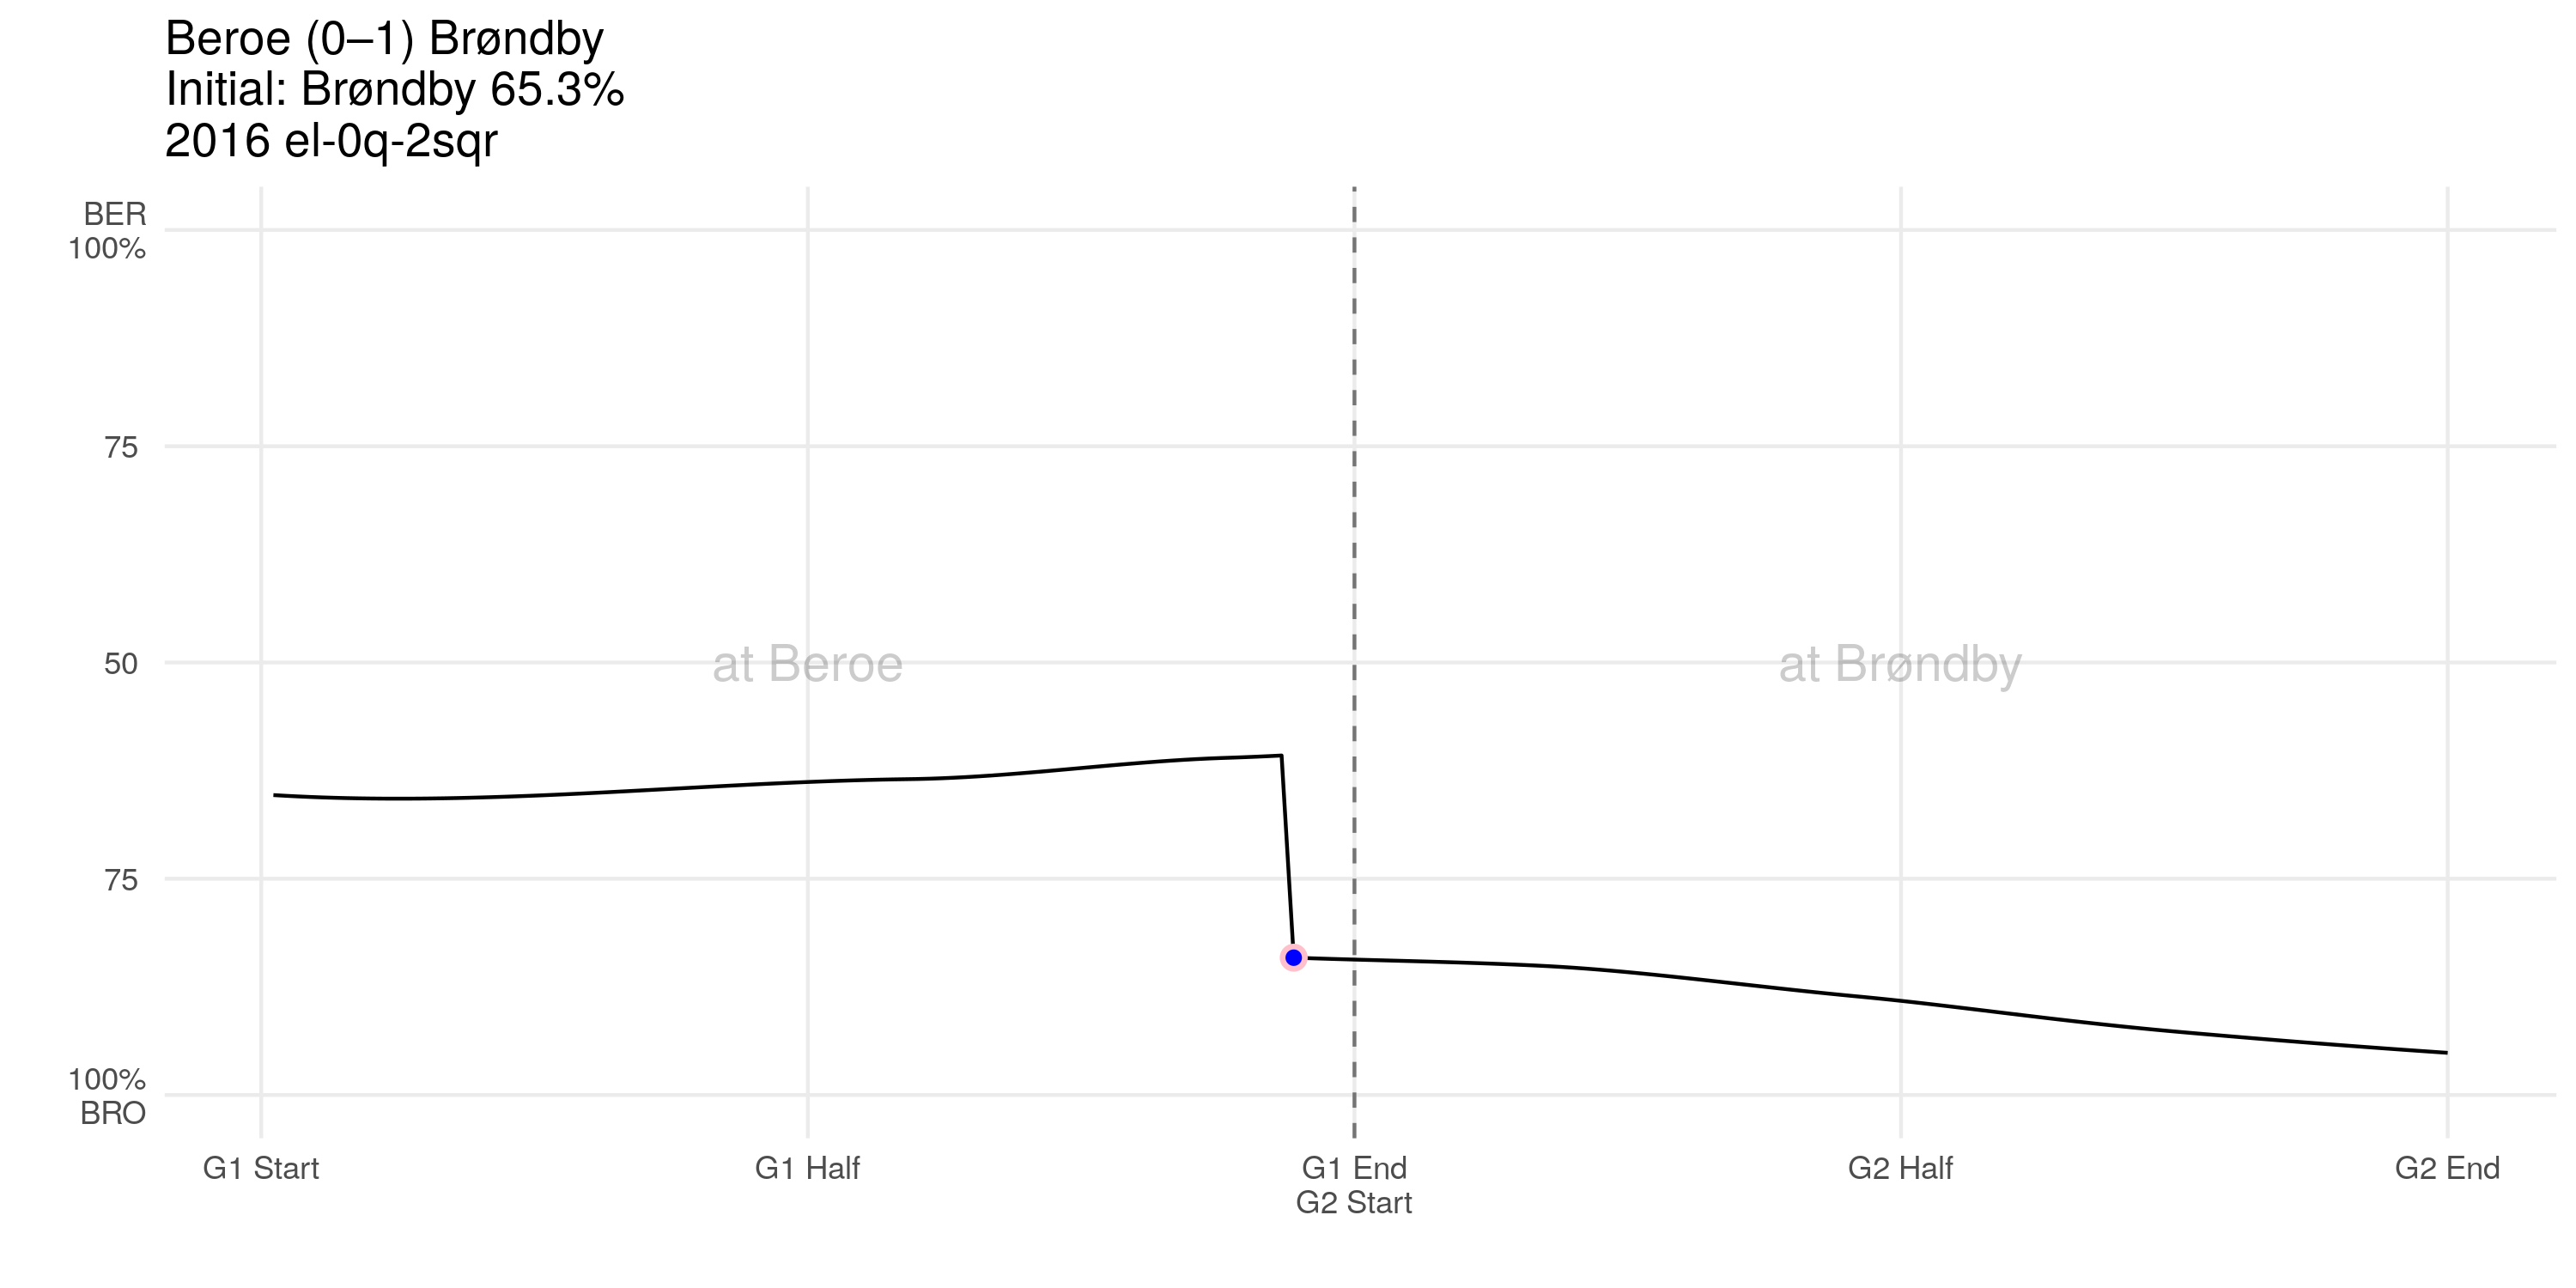 Beroe (0–1) Brøndby
Initial: Brøndby 65.3%
2016 el-0q-2sqr
BER
100%
75
50
75
100%
BRO
at Beroe
at Brøndby
G1 Start
G1 Half
G1 End
G2 Start
G2 Half
G2 End